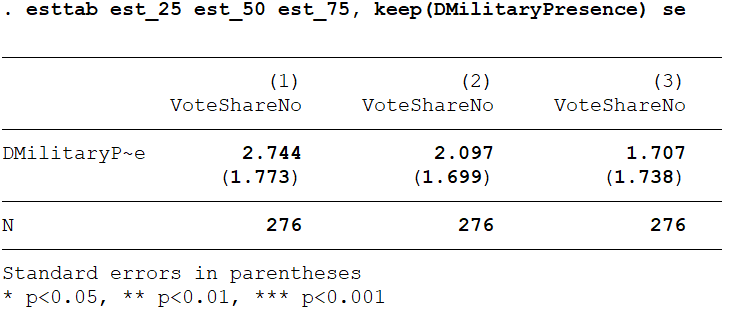 . esttab est_25 est_50 est_75, keep(DMilitaryPresence) se
(1) (2) (3)
VoteShareNo VoteShareNo VoteShareNo
DMilitaryP~e 2.744 2.097 1.707
(1.773) (1.699) (1.738)
N 276 276 276
Standard errors in parentheses
* p<0.05, ** p<0.01, *** p<0.001